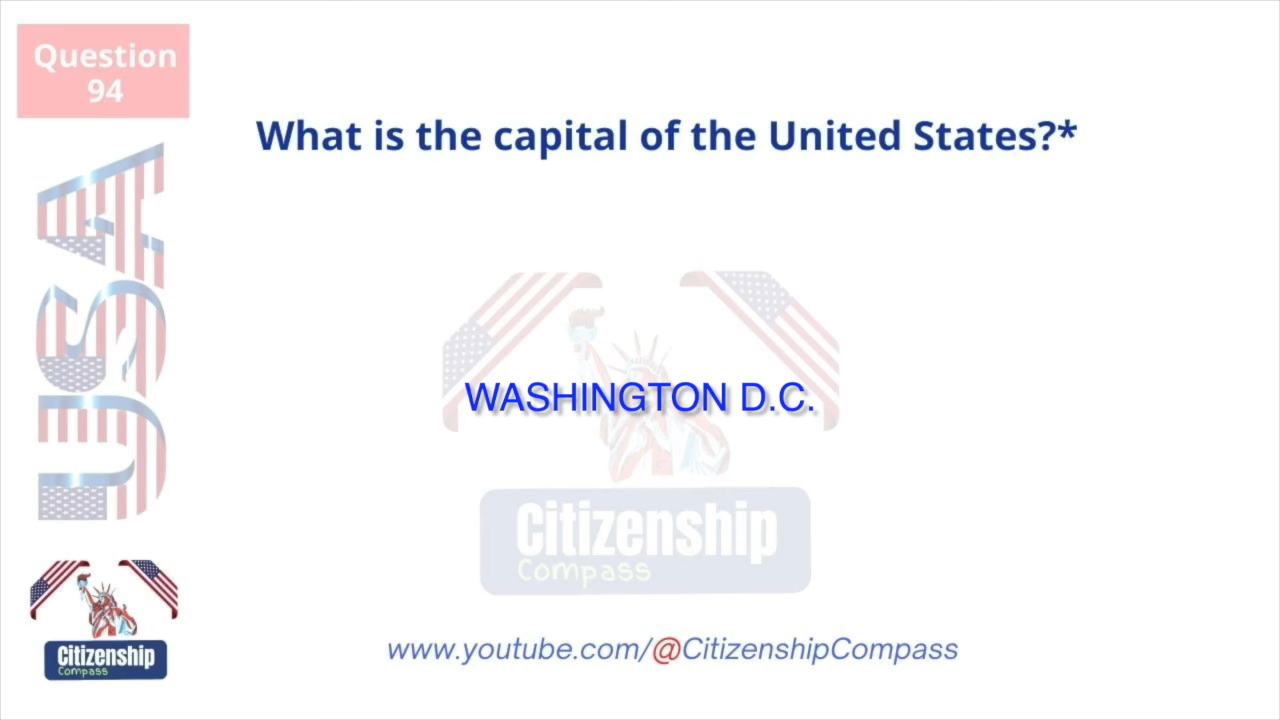 Question
94
What is the capital of the United States?*
USA
WASHINGTON D.C.
Citizenship
Compass
Citizenship
Compass
www.youtube.com/@CitizenshipCompass